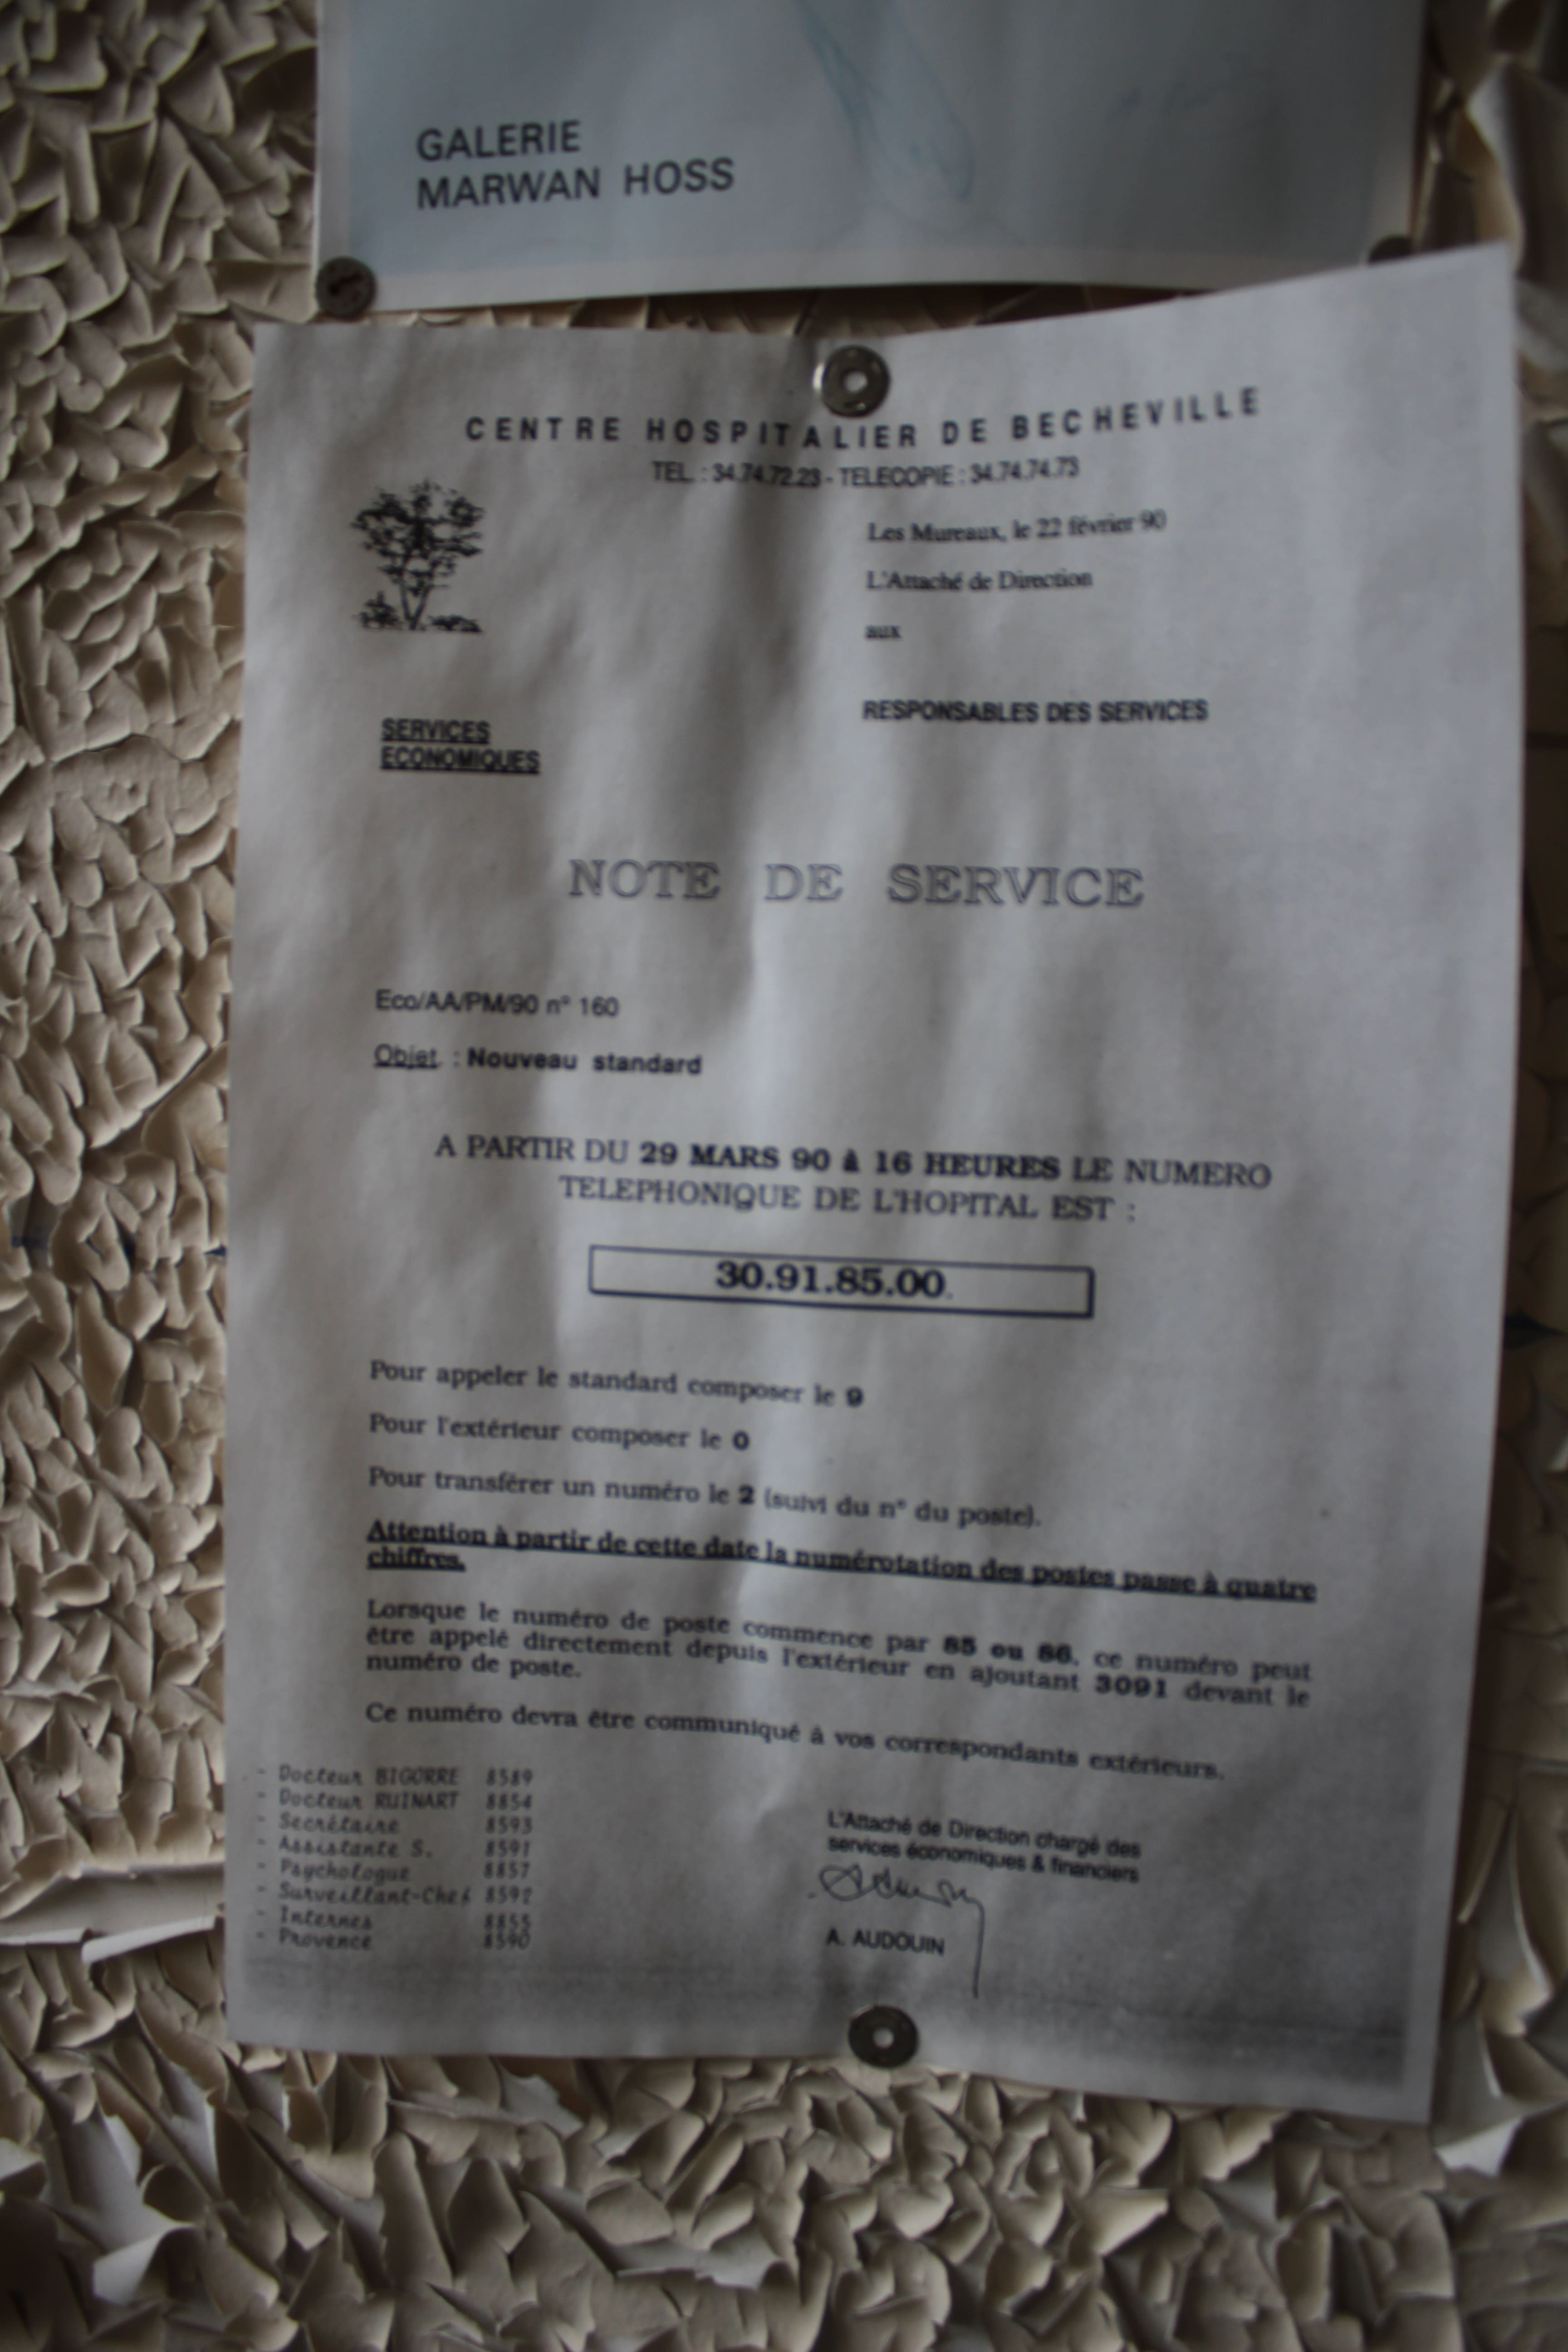 GALERIE
MARWAN HOSS
CENTRE HOSPITALIER DE BECHEVILLE
TEL. : 34.74.72.23 - TELECOPIE : 34.74.74.73
Les Mureaux, le 22 février 90
L'Attaché de Direction
aux
RESPONSABLES DES SERVICES
SERVICES
ECONOMIQUES
NOTE DE SERVICE
Eco/AA/PM/90 n° 160
Objet : Nouveau standard
A PARTIR DU 29 MARS 90 à 16 HEURES LE NUMERO
TELEPHONIQUE DE L'HOPITAL EST :
30.91.85.00.
Pour appeler le standard composer le 9
Pour l'extérieur composer le 0
Pour transférer un numéro le 2 (suivi du n° du poste).
Attention à partir de cette date la numérotation des postes passe à quatre
chiffres.
Lorsque le numéro de poste commence par 85 ou 86, ce numéro peut
être appelé directement depuis l'extérieur en ajoutant 3091 devant le
numéro de poste.
Ce numéro devra être communiqué à vos correspondants extérieurs.
- Docteur BIGORRE 8589
- Docteur RUINART 8854
- Secrétaire 8593
- Assistante S. 8591
- Psychologue 8857
- Surveillant-Chef 8592
- Internes 8855
- Provence 8590
L'Attaché de Direction chargé des
services économiques & financiers
A. AUDOUIN